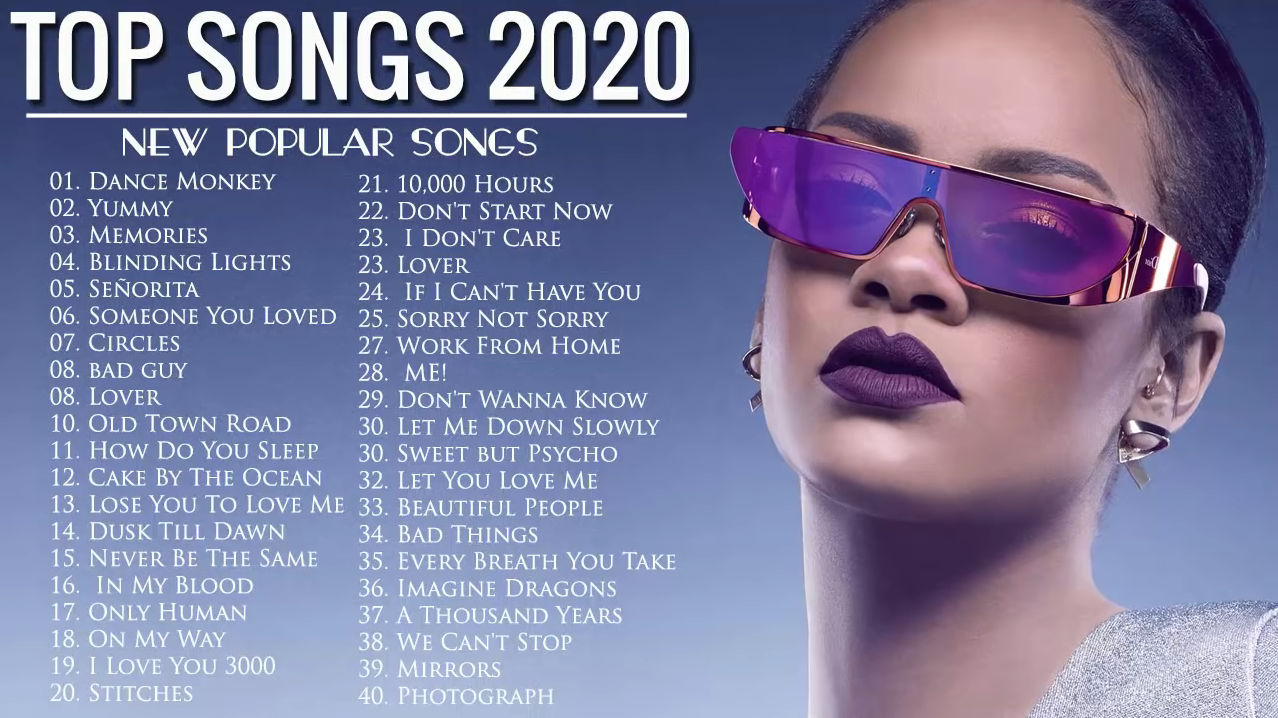 TOP SONGS 2020
NEW POPULAR SONGS
01. DANCE MONKEY
02. YUMMY
03. MEMORIES
04. BLINDING LIGHTS
05. SEÑORITA
06. SOMEONE YOU LOVED
07. CIRCLES
08. BAD GUY
08. LOVER
10. OLD TOWN ROAD
11. HOW DO YOU SLEEP
12. CAKE BY THE OCEAN
13. LOSE YOU TO LOVE ME
14. DUSK TILL DAWN
15. NEVER BE THE SAME
16. IN MY BLOOD
17. ONLY HUMAN
18. ON MY WAY
19. I LOVE YOU 3000
20. STITCHES
21. 10,000 HOURS
22. DON'T START NOW
23. I DON'T CARE
23. LOVER
24. IF I CAN'T HAVE YOU
25. SORRY NOT SORRY
27. WORK FROM HOME
28. ME!
29. DON'T WANNA KNOW
30. LET ME DOWN SLOWLY
30. SWEET BUT PSYCHO
32. LET YOU LOVE ME
33. BEAUTIFUL PEOPLE
34. BAD THINGS
35. EVERY BREATH YOU TAKE
36. IMAGINE DRAGONS
37. A THOUSAND YEARS
38. WE CAN'T STOP
39. MIRRORS
40. PHOTOGRAPH
Dior